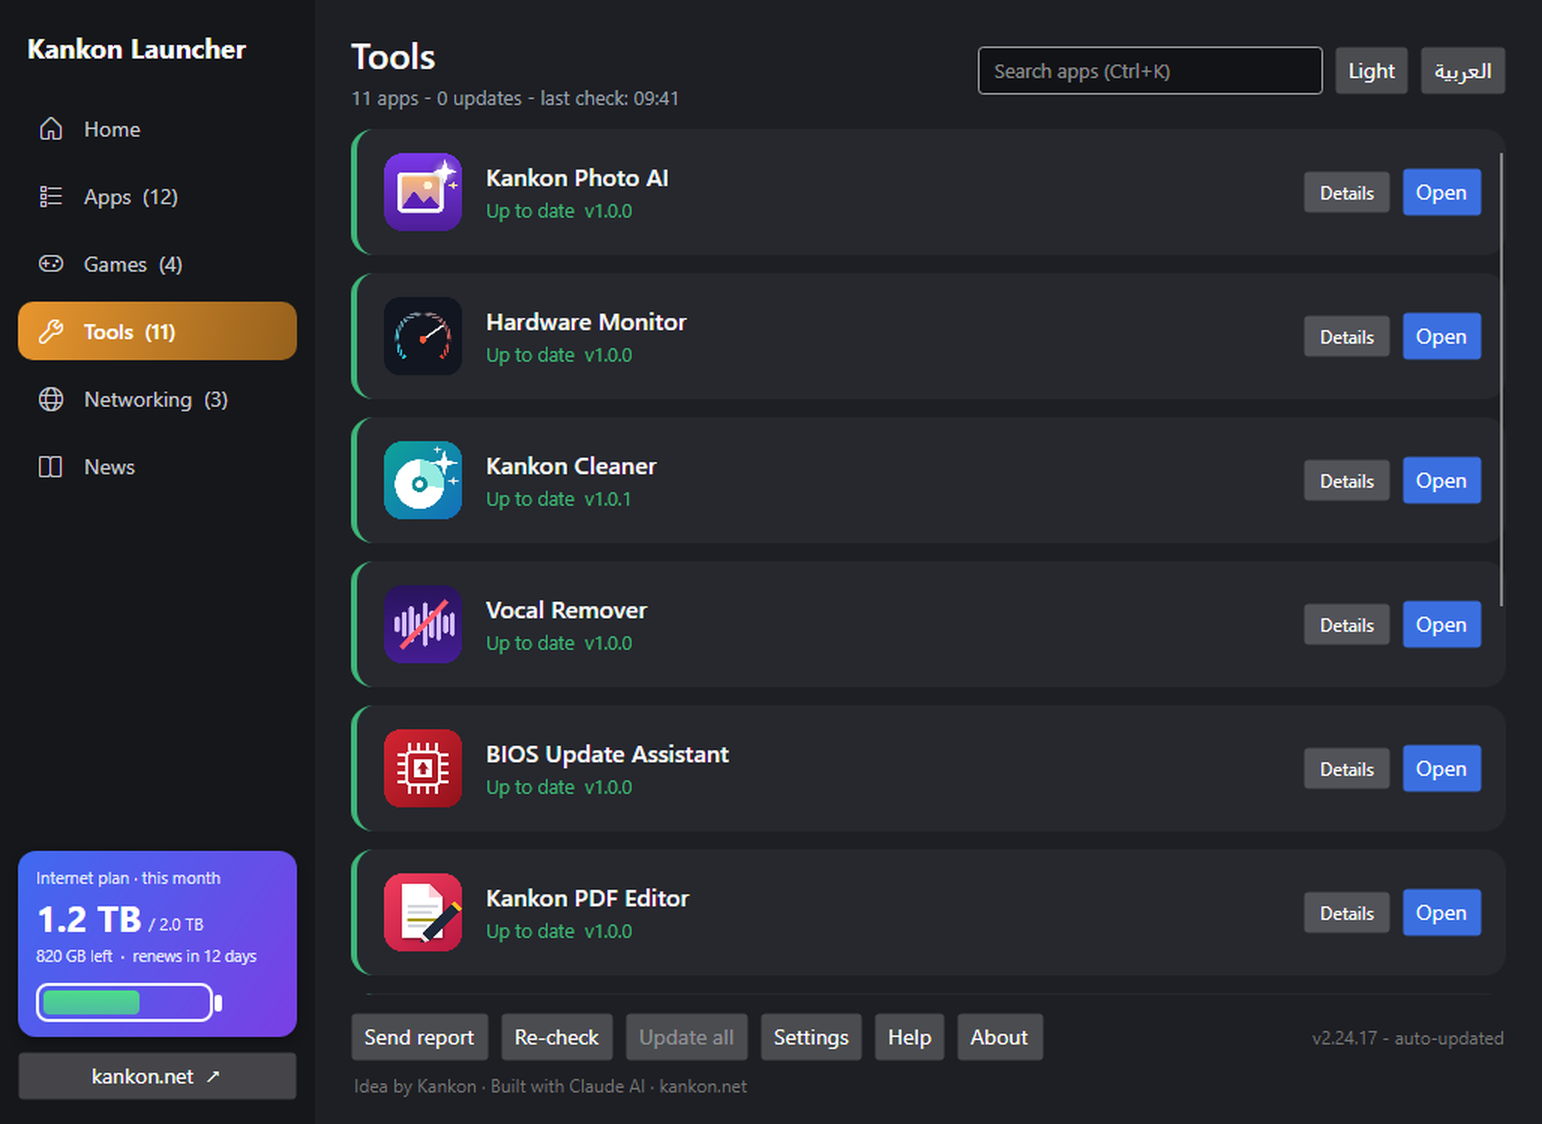 Kankon Launcher
Home
Apps (12)
Games (4)
Tools (11)
Networking (3)
News
Internet plan · this month
1.2 TB / 2.0 TB
820 GB left · renews in 12 days
kankon.net ↗
Tools
11 apps - 0 updates - last check: 09:41
Search apps (Ctrl+K)
Light
العربية
Kankon Photo AI
Up to date v1.0.0
Details
Open
Hardware Monitor
Up to date v1.0.0
Details
Open
Kankon Cleaner
Up to date v1.0.1
Details
Open
Vocal Remover
Up to date v1.0.0
Details
Open
BIOS Update Assistant
Up to date v1.0.0
Details
Open
Kankon PDF Editor
Up to date v1.0.0
Details
Open
Send report
Re-check
Update all
Settings
Help
About
v2.24.17 - auto-updated
Idea by Kankon · Built with Claude AI · kankon.net